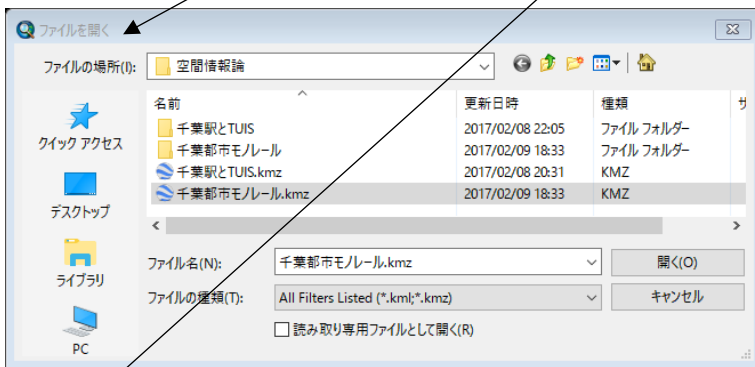 ファイルを開く
ファイルの場所(I):
空間情報論
名前
更新日時
種類
サ
千葉駅とTUIS
2017/02/08 22:05
ファイル フォルダー
千葉都市モノレール
2017/02/09 18:33
ファイル フォルダー
千葉駅とTUIS.kmz
2017/02/08 20:31
KMZ
千葉都市モノレール.kmz
2017/02/09 18:33
KMZ
クイック アクセス
デスクトップ
ライブラリ
PC
ファイル名(N):
千葉都市モノレール.kmz
開く(O)
ファイルの種類(T):
All Filters Listed (*.kml;*.kmz)
キャンセル
読み取り専用ファイルとして開く(R)